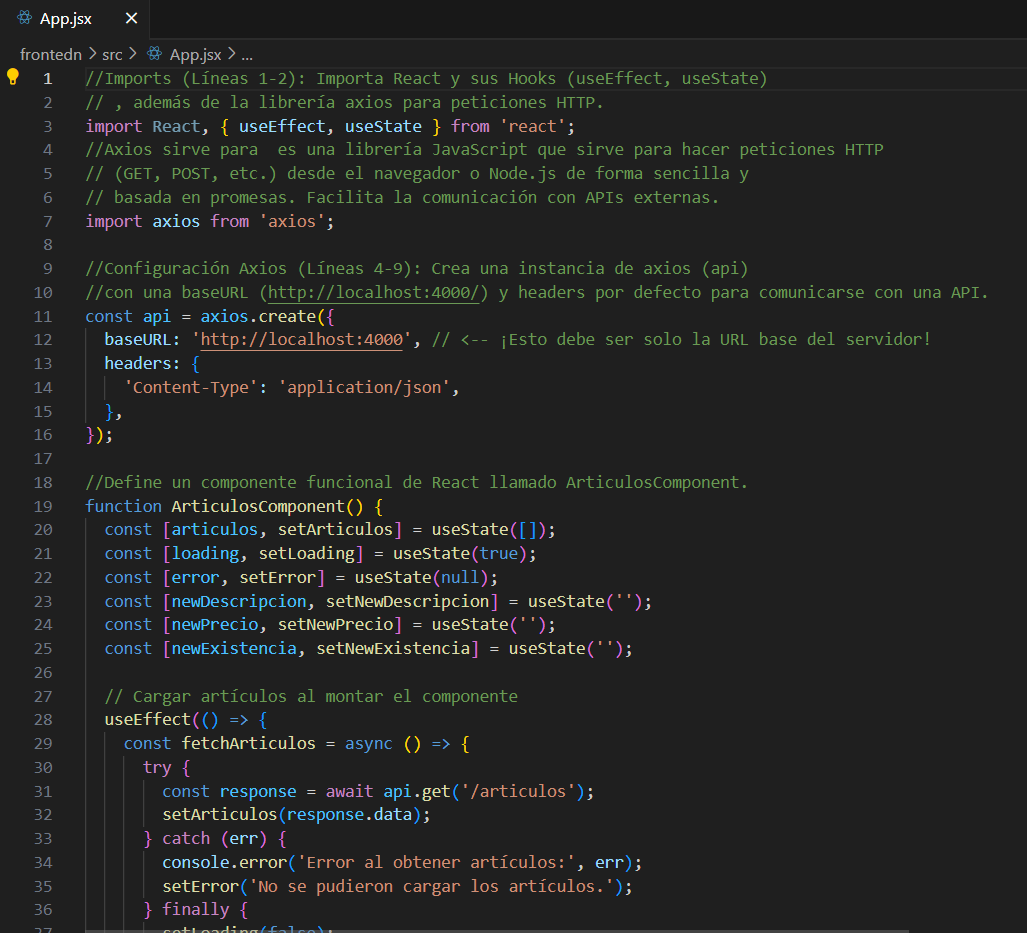 App.jsx ×
frontedn > src > App.jsx > ...
1 //Imports (Líneas 1-2): Importa React y sus Hooks (useEffect, useState)
2 // , además de la librería axios para peticiones HTTP.
3 import React, { useEffect, useState } from 'react';
4 //Axios sirve para  es una librería JavaScript que sirve para hacer peticiones HTTP
5 // (GET, POST, etc.) desde el navegador o Node.js de forma sencilla y
6 // basada en promesas. Facilita la comunicación con APIs externas.
7 import axios from 'axios';
8
9 //Configuración Axios (Líneas 4-9): Crea una instancia de axios (api)
10 //con una baseURL (http://localhost:4000/) y headers por defecto para comunicarse con una API.
11 const api = axios.create({
12   baseURL: 'http://localhost:4000', // <-- ¡Esto debe ser solo la URL base del servidor!
13   headers: {
14     'Content-Type': 'application/json',
15   },
16 });
17
18 //Define un componente funcional de React llamado ArticulosComponent.
19 function ArticulosComponent() {
20   const [articulos, setArticulos] = useState([]);
21   const [loading, setLoading] = useState(true);
22   const [error, setError] = useState(null);
23   const [newDescripcion, setNewDescripcion] = useState('');
24   const [newPrecio, setNewPrecio] = useState('');
25   const [newExistencia, setNewExistencia] = useState('');
26
27   // Cargar artículos al montar el componente
28   useEffect(() => {
29     const fetchArticulos = async () => {
30       try {
31         const response = await api.get('/articulos');
32         setArticulos(response.data);
33       } catch (err) {
34         console.error('Error al obtener artículos:', err);
35         setError('No se pudieron cargar los artículos.');
36       } finally {
37         setLoading(false);